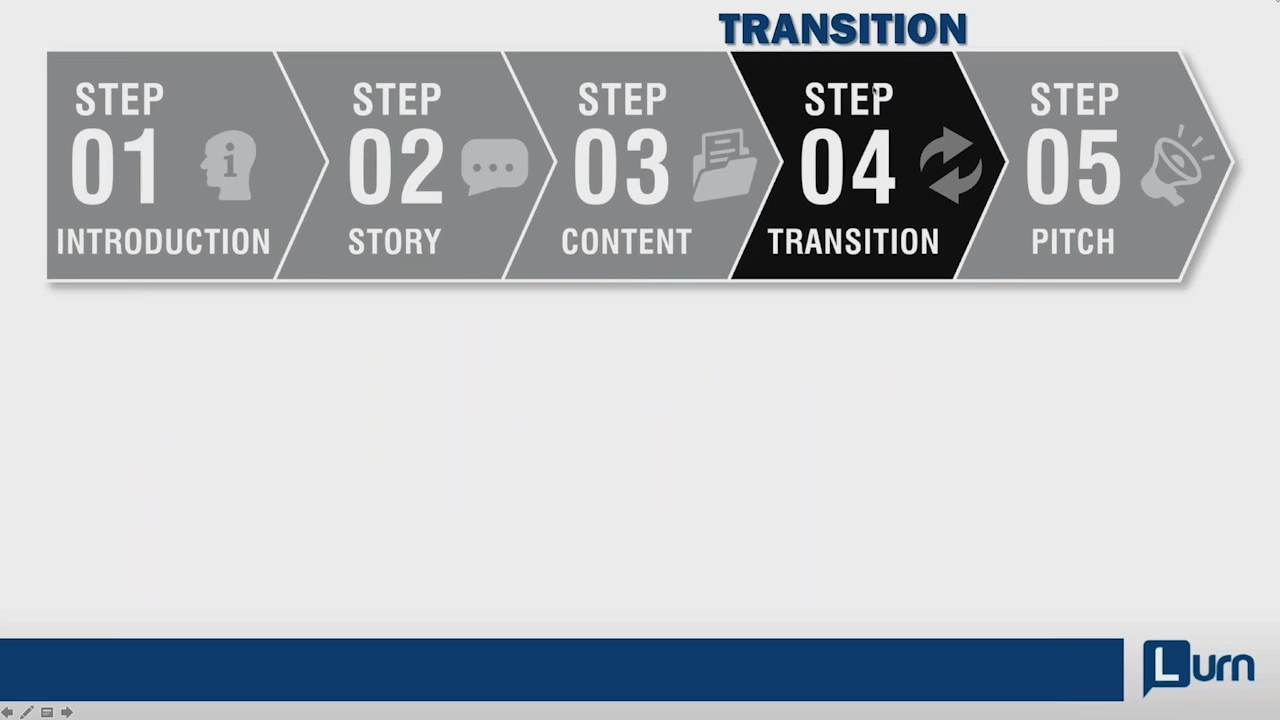 TRANSITION
STEP
01
INTRODUCTION
STEP
02
STORY
STEP
03
CONTENT
STEP
04
TRANSITION
STEP
05
PITCH
Lurn